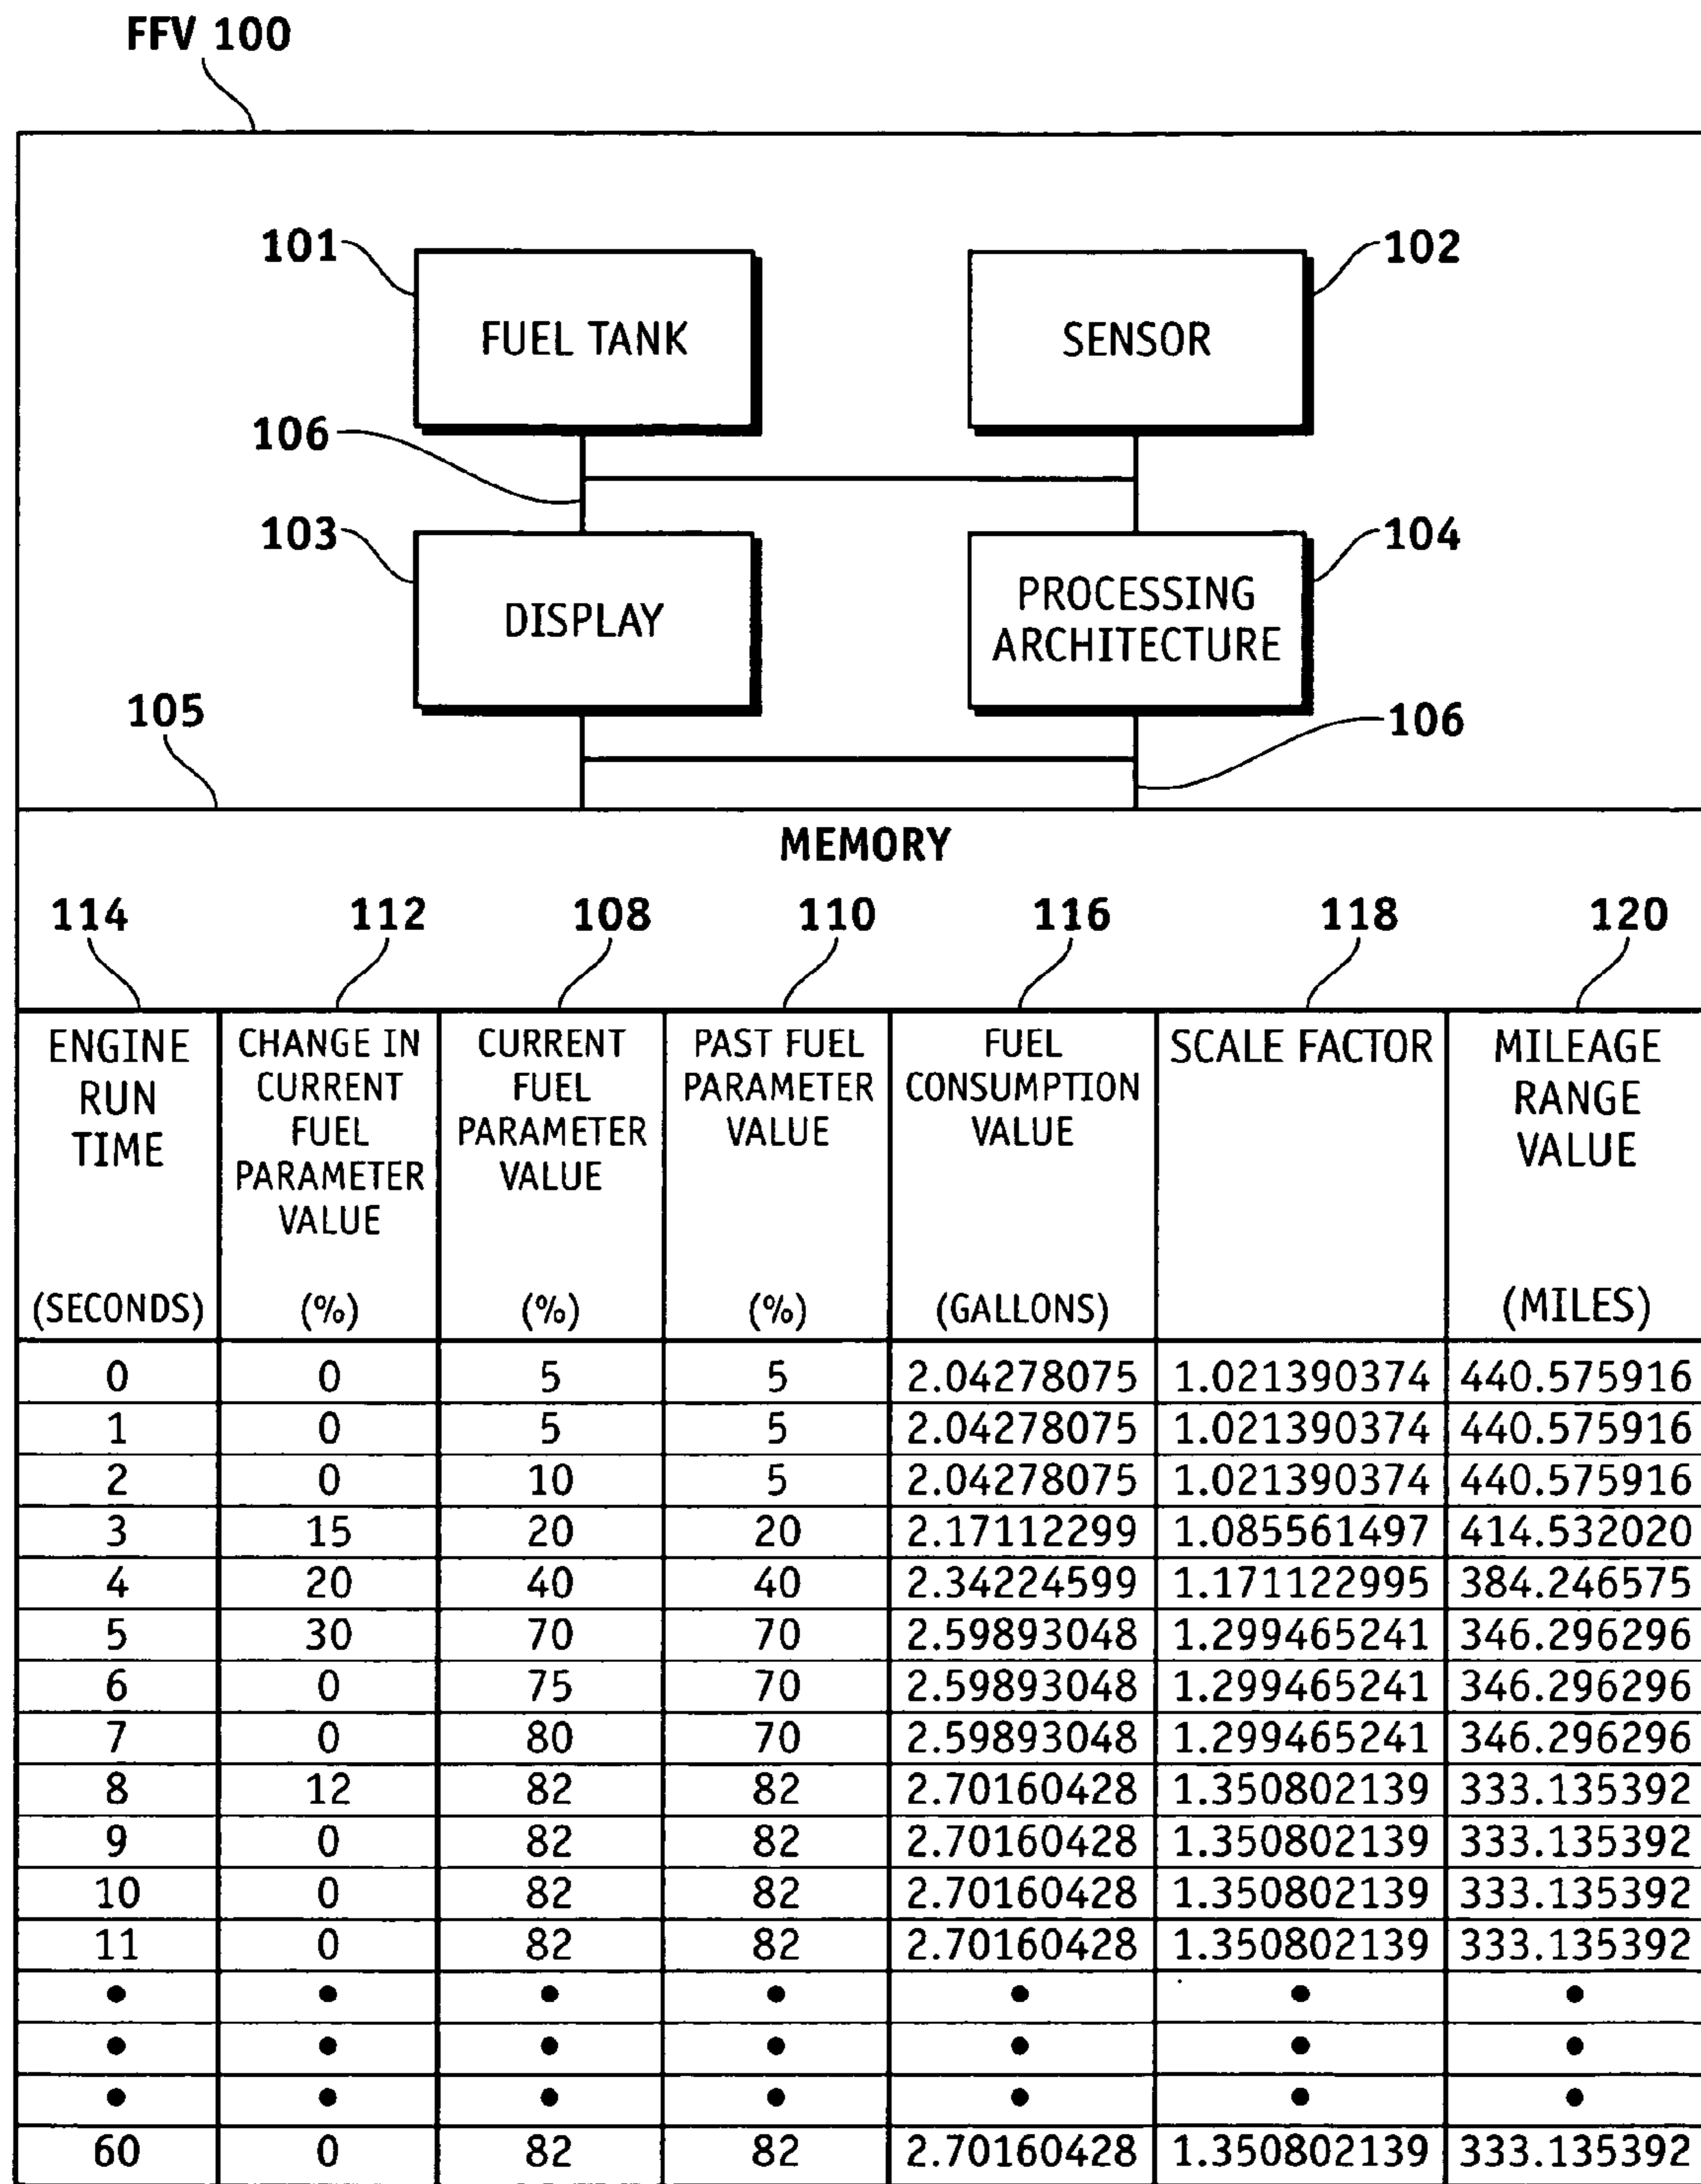 FFV 100
101
102
FUEL TANK
SENSOR
106
103
104
DISPLAY
PROCESSING
ARCHITECTURE
105
106
MEMORY
114 112 108 110 116 118 120
ENGINE
RUN
TIME
(SECONDS)
CHANGE IN
CURRENT
FUEL
PARAMETER
VALUE
(%)
CURRENT
FUEL
PARAMETER
VALUE
(%)
PAST FUEL
PARAMETER
VALUE
(%)
FUEL
CONSUMPTION
VALUE
(GALLONS)
SCALE FACTOR
MILEAGE
RANGE
VALUE
(MILES)
0 0 5 5 2.04278075 1.021390374 440.575916
1 0 5 5 2.04278075 1.021390374 440.575916
2 0 10 5 2.04278075 1.021390374 440.575916
3 15 20 20 2.17112299 1.085561497 414.532020
4 20 40 40 2.34224599 1.171122995 384.246575
5 30 70 70 2.59893048 1.299465241 346.296296
6 0 75 70 2.59893048 1.299465241 346.296296
7 0 80 70 2.59893048 1.299465241 346.296296
8 12 82 82 2.70160428 1.350802139 333.135392
9 0 82 82 2.70160428 1.350802139 333.135392
10 0 82 82 2.70160428 1.350802139 333.135392
11 0 82 82 2.70160428 1.350802139 333.135392
• • • • • • •
• • • • • • •
• • • • • • •
60 0 82 82 2.70160428 1.350802139 333.135392